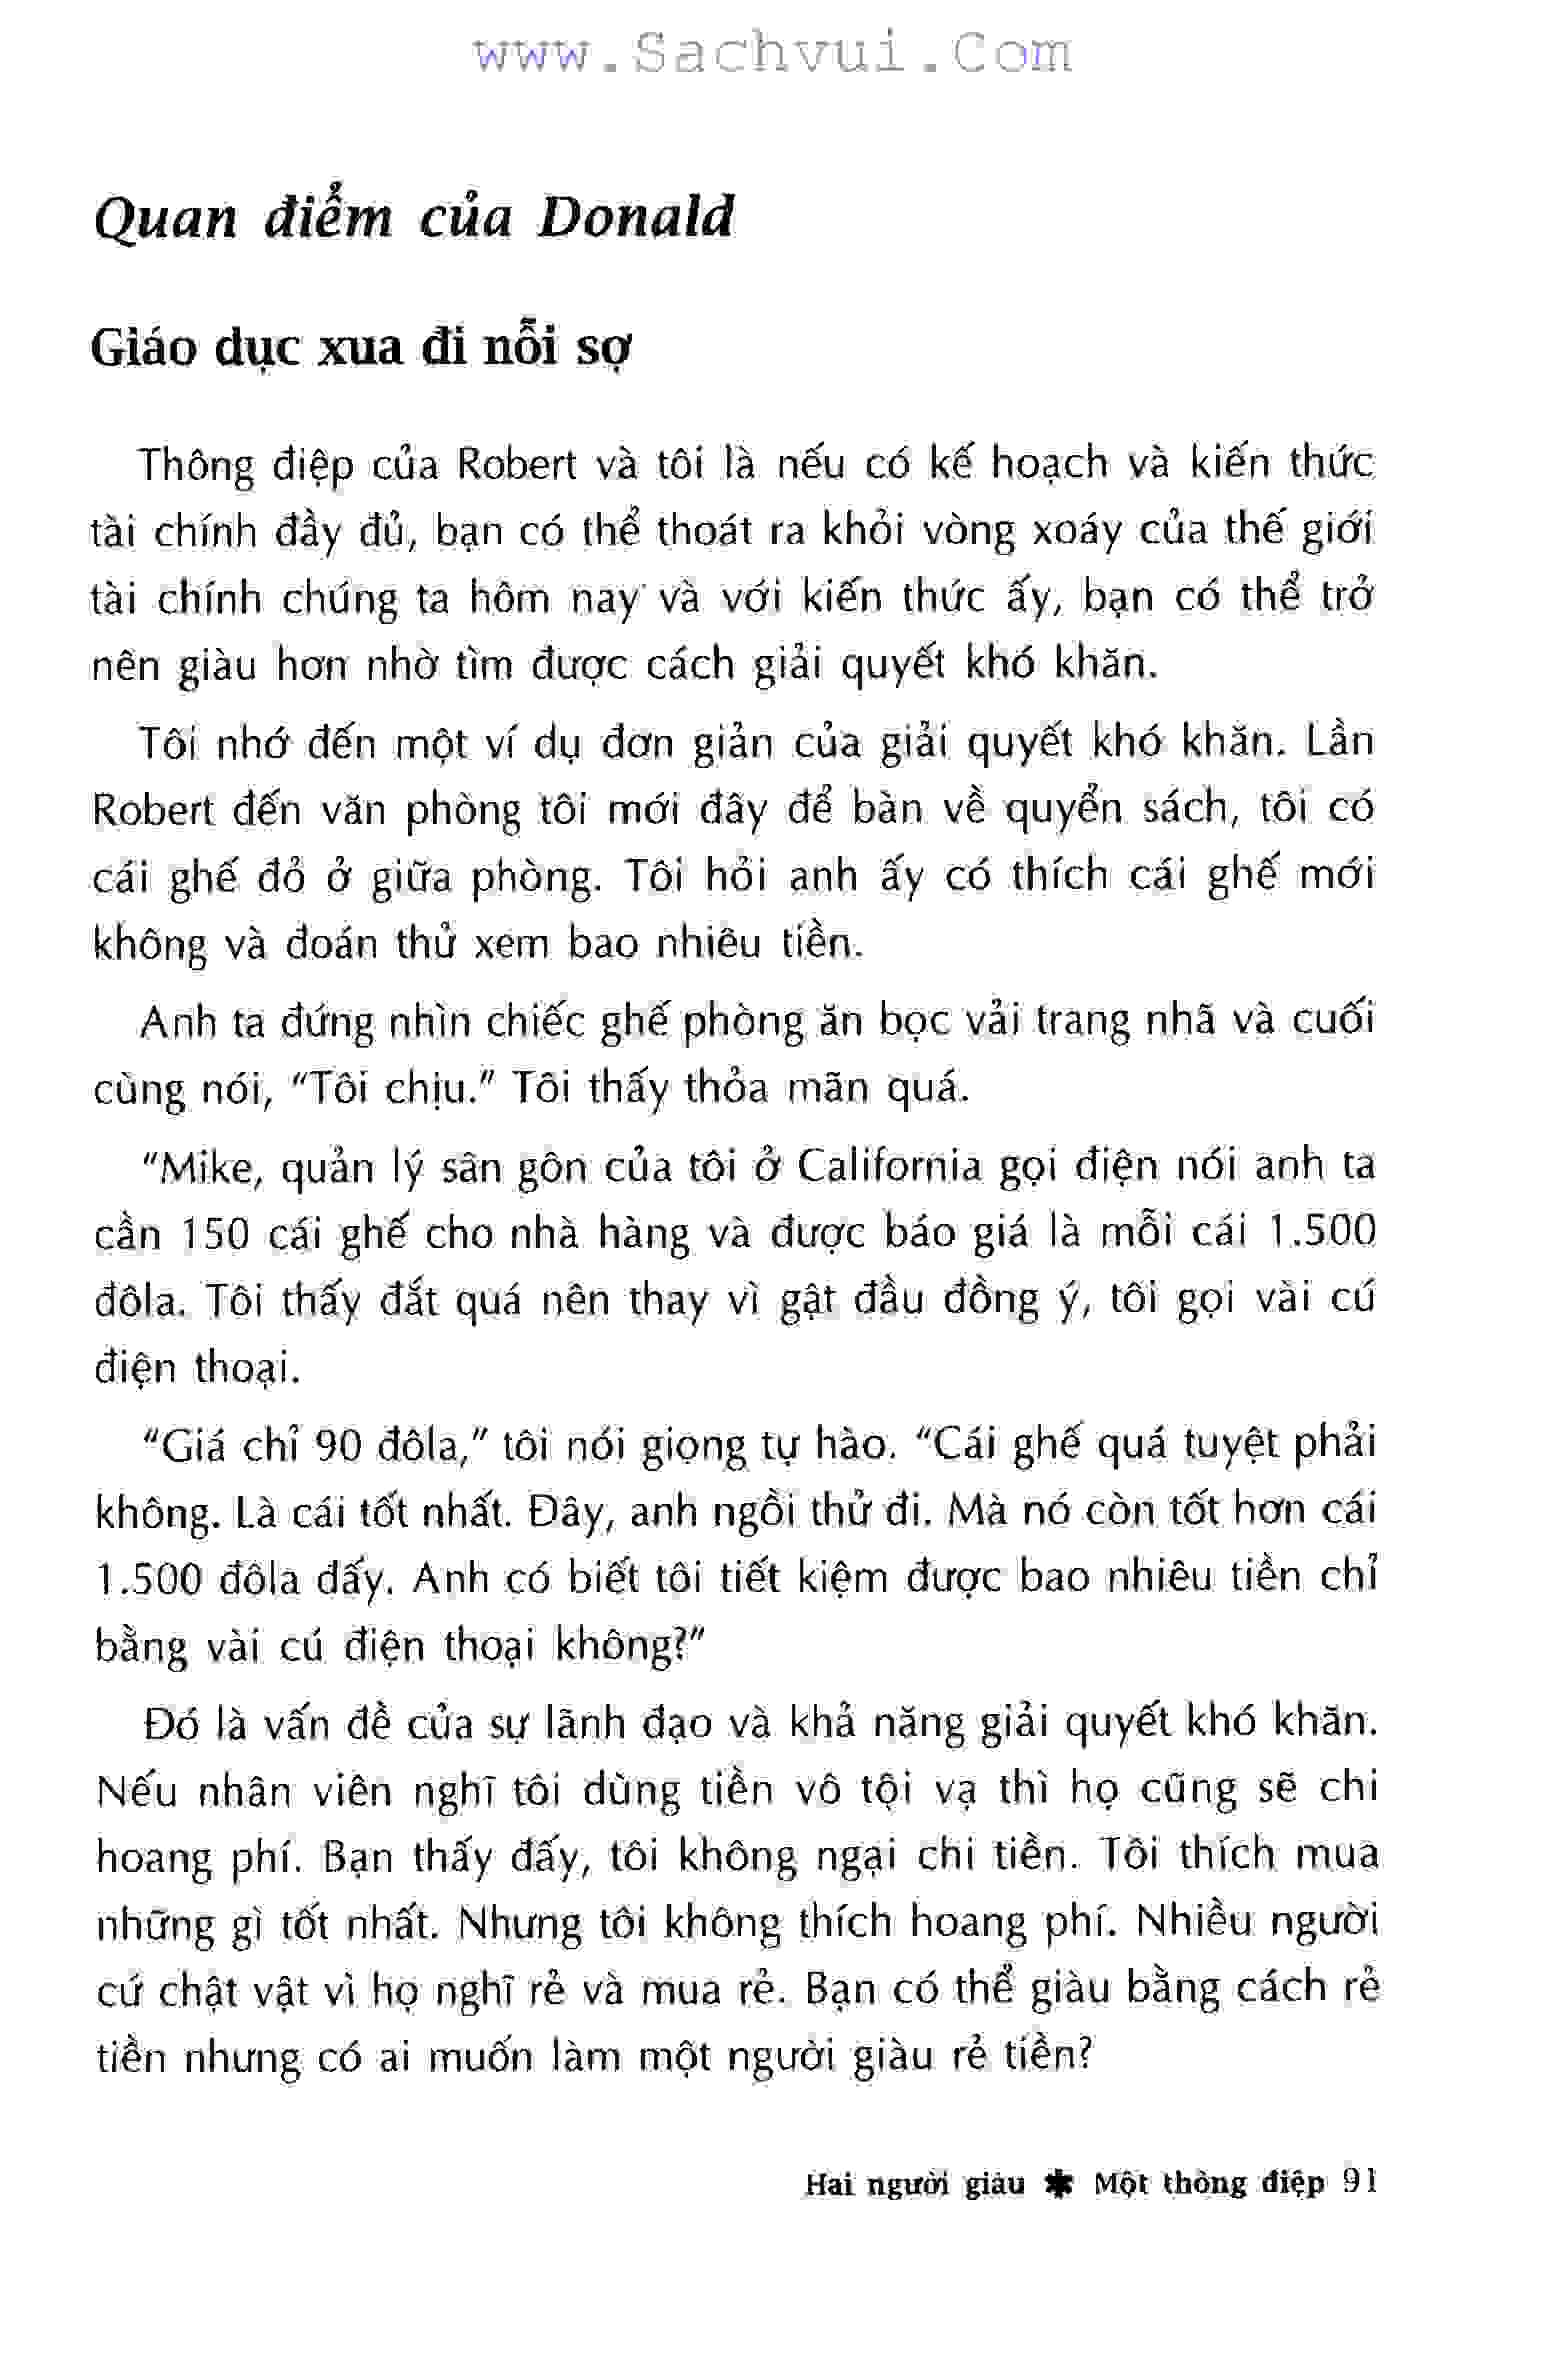 www.Sachvui.Com
Quan điểm của Donald
Giáo dục xua đi nỗi sợ
Thông điệp của Robert và tôi là nếu có kế hoạch và kiến thức
tài chính đầy đủ, bạn có thể thoát ra khỏi vòng xoáy của thế giới
tài chính chúng ta hôm nay và với kiến thức ấy, bạn có thể trở
nên giàu hơn nhờ tìm được cách giải quyết khó khăn.
Tôi nhớ đến một ví dụ đơn giản của giải quyết khó khăn. Lần
Robert đến văn phòng tôi mới đây để bàn về quyển sách, tôi có
cái ghế đỏ ở giữa phòng. Tôi hỏi anh ấy có thích cái ghế mới
không và đoán thử xem bao nhiêu tiền.
Anh ta đứng nhìn chiếc ghế phòng ăn bọc vải trang nhã và cuối
cùng nói, "Tôi chịu." Tôi thấy thỏa mãn quá.
"Mike, quản lý sân gôn của tôi ở California gọi điện nói anh ta
cần 150 cái ghế cho nhà hàng và được báo giá là mỗi cái 1.500
đôla. Tôi thấy đắt quá nên thay vì gật đầu đồng ý, tôi gọi vài cú
điện thoại.
"Giá chỉ 90 đôla," tôi nói giọng tự hào. "Cái ghế quá tuyệt phải
không. Là cái tốt nhất. Đây, anh ngồi thử đi. Mà nó còn tốt hơn cái
1.500 đôla đấy. Anh có biết tôi tiết kiệm được bao nhiêu tiền chỉ
bằng vài cú điện thoại không?"
Đó là vấn đề của sự lãnh đạo và khả năng giải quyết khó khăn.
Nếu nhân viên nghĩ tôi dùng tiền vô tội vạ thì họ cũng sẽ chi
hoang phí. Bạn thấy đấy, tôi không ngại chi tiền. Tôi thích mua
những gì tốt nhất. Nhưng tôi không thích hoang phí. Nhiều người
cứ chật vật vì họ nghĩ rẻ và mua rẻ. Bạn có thể giàu bằng cách rẻ
tiền nhưng có ai muốn làm một người giàu rẻ tiền?
Hai người giàu ✱ Một thông điệp 91